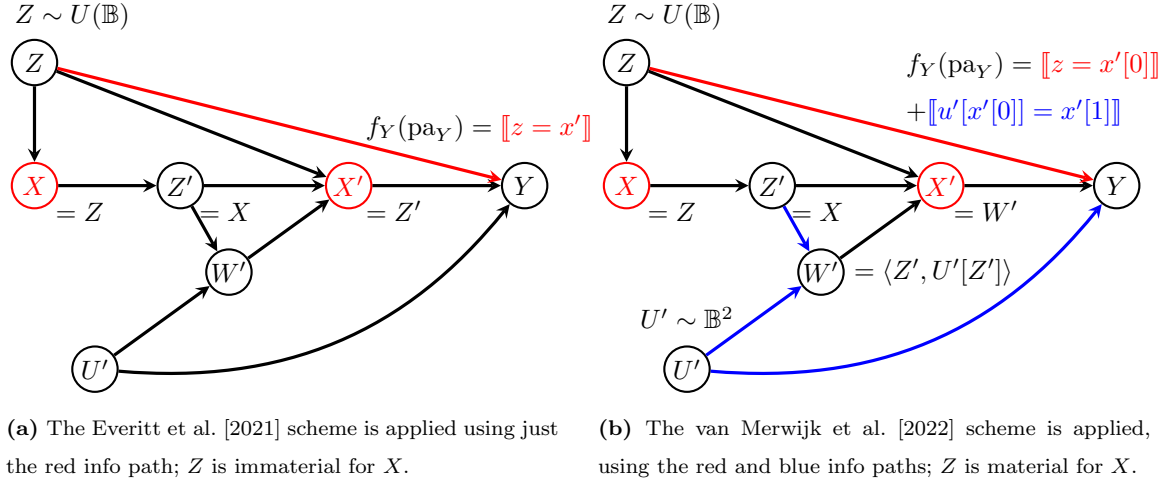 Z ∼ U(𝔹)
Z
f_Y(pa_Y) = ⟦z = x′⟧
X
= Z
Z′
= X
X′
= Z′
Y
W′
U′
(a) The Everitt et al. [2021] scheme is applied using just
the red info path; Z is immaterial for X.
Z ∼ U(𝔹)
Z
f_Y(pa_Y) = ⟦z = x′[0]⟧
+⟦u′[x′[0]] = x′[1]⟧
X
= Z
Z′
= X
X′
= W′
Y
W′ = ⟨Z′, U′[Z′]⟩
U′ ∼ 𝔹²
U′
(b) The van Merwijk et al. [2022] scheme is applied,
using the red and blue info paths; Z is material for X.